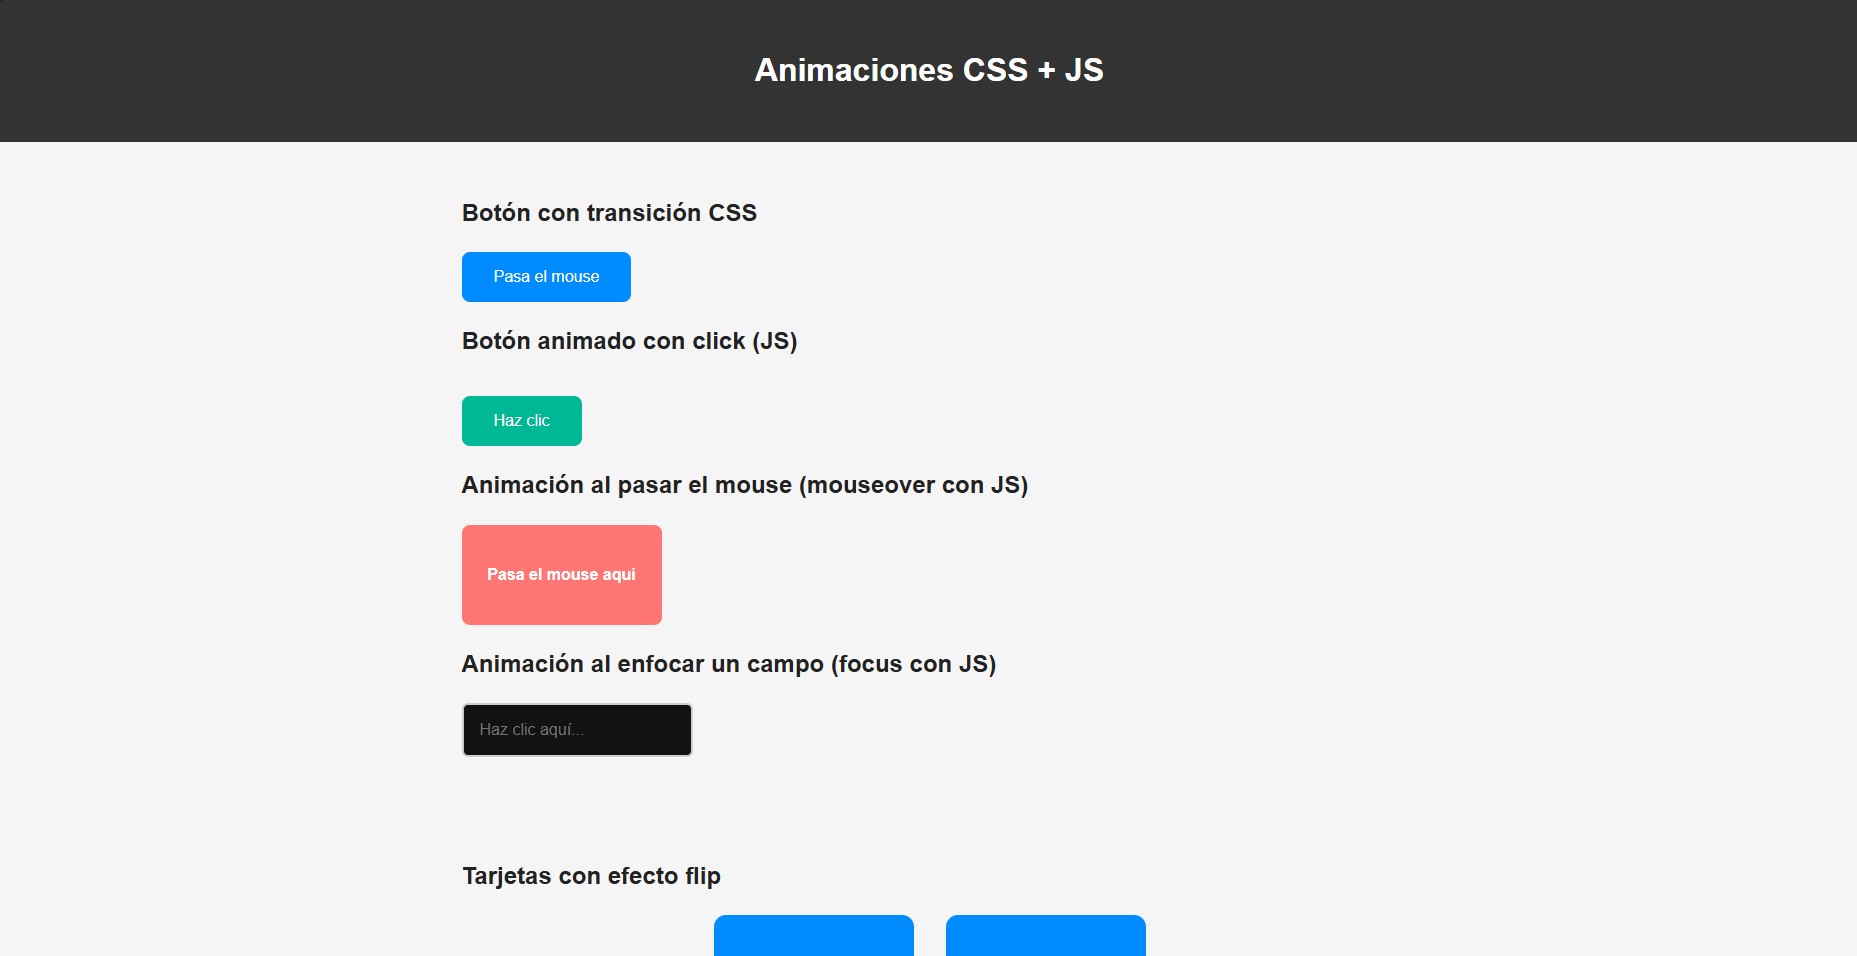 Animaciones CSS + JS
Botón con transición CSS
Pasa el mouse
Botón animado con click (JS)
Haz clic
Animación al pasar el mouse (mouseover con JS)
Pasa el mouse aquí
Animación al enfocar un campo (focus con JS)
Haz clic aquí...
Tarjetas con efecto flip